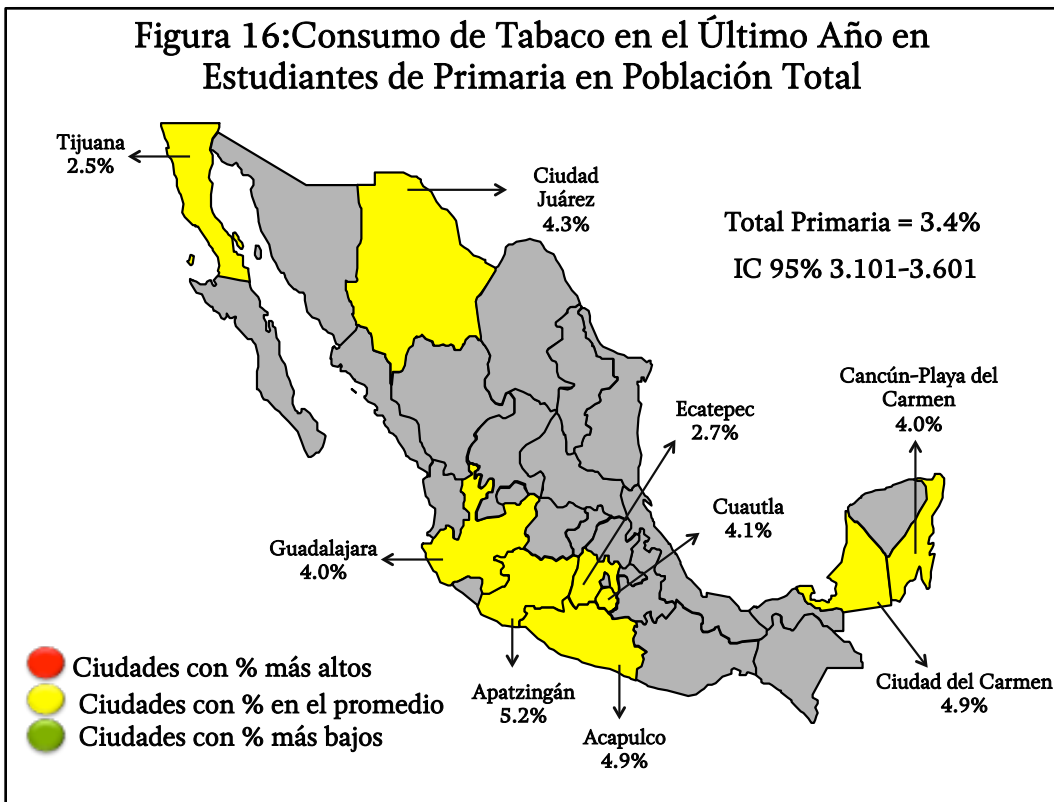 Figura 16:Consumo de Tabaco en el Último Año en
Estudiantes de Primaria en Población Total
Tijuana
2.5%
Ciudad
Juárez
4.3%
Total Primaria = 3.4%
IC 95% 3.101-3.601
Cancún-Playa del
Carmen
4.0%
Ecatepec
2.7%
Cuautla
4.1%
Guadalajara
4.0%
Ciudades con % más altos
Ciudades con % en el promedio
Ciudades con % más bajos
Apatzingán
5.2%
Acapulco
4.9%
Ciudad del Carmen
4.9%